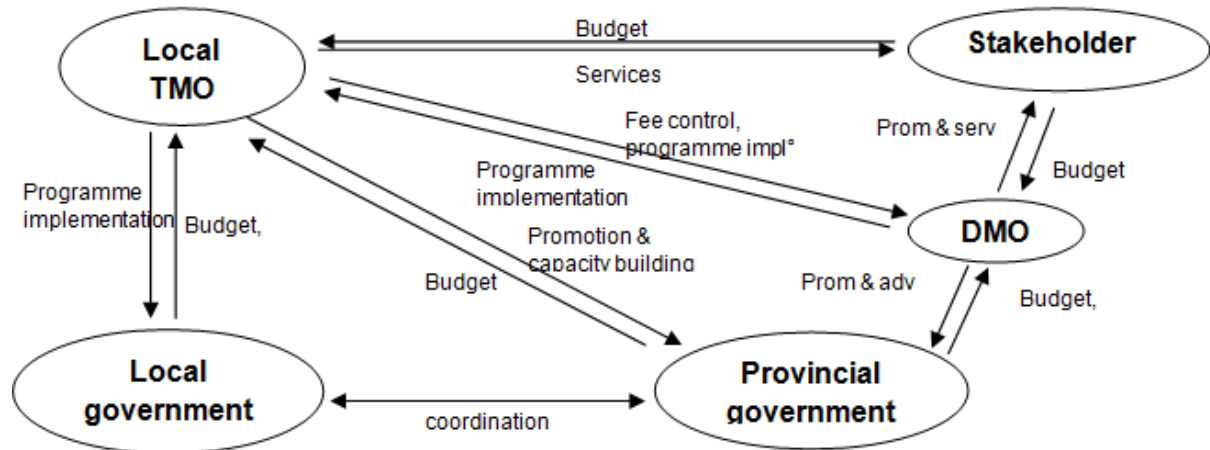 Local
TMO
Budget
Stakeholder
Services
Fee control,
programme impl°
Prom & serv
Programme
implementation
Budget,
Programme
implementation
Budget
DMO
Promotion &
capacity building
Budget
Prom & adv
Budget,
Local
government
coordination
Provincial
government